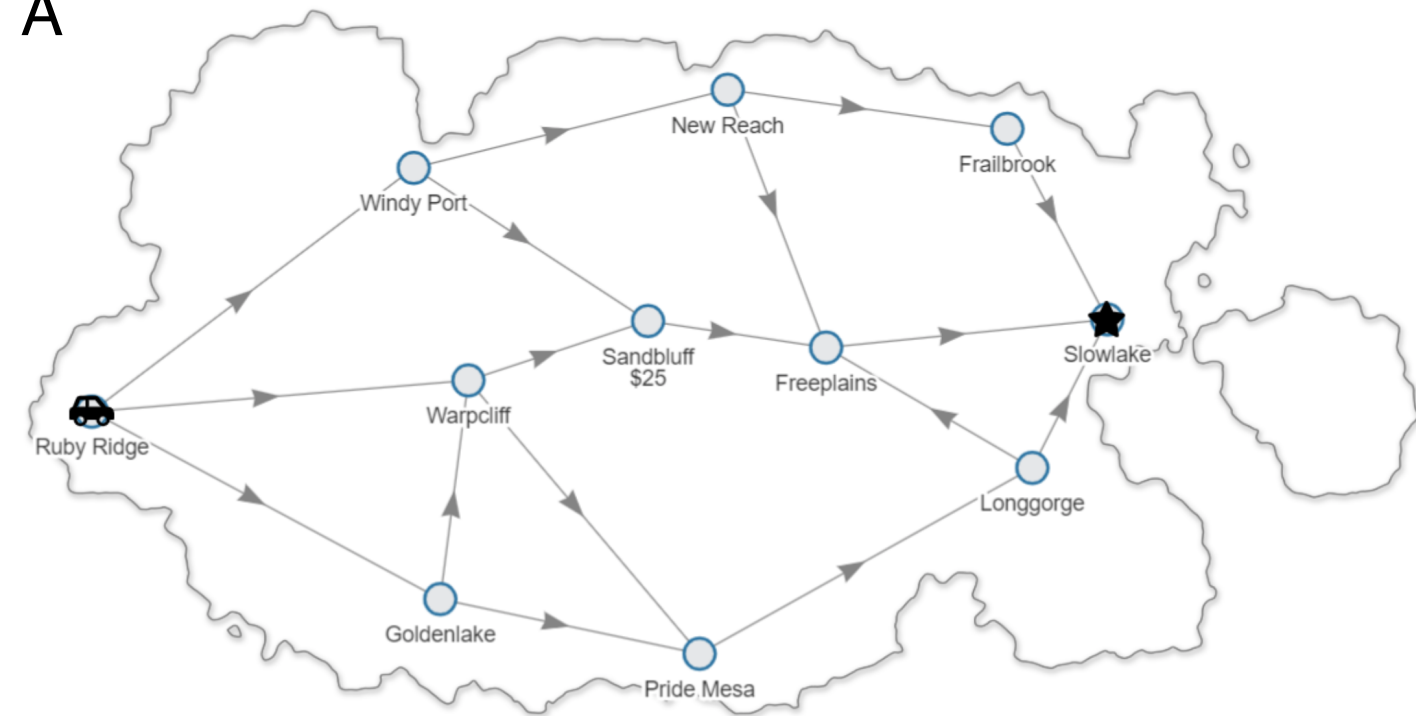 A
New Reach
Frailbrook
Windy Port
Sandbluff
$25
Slowlake
Freeplains
Warpcliff
Ruby Ridge
Longgorge
Goldenlake
Pride Mesa